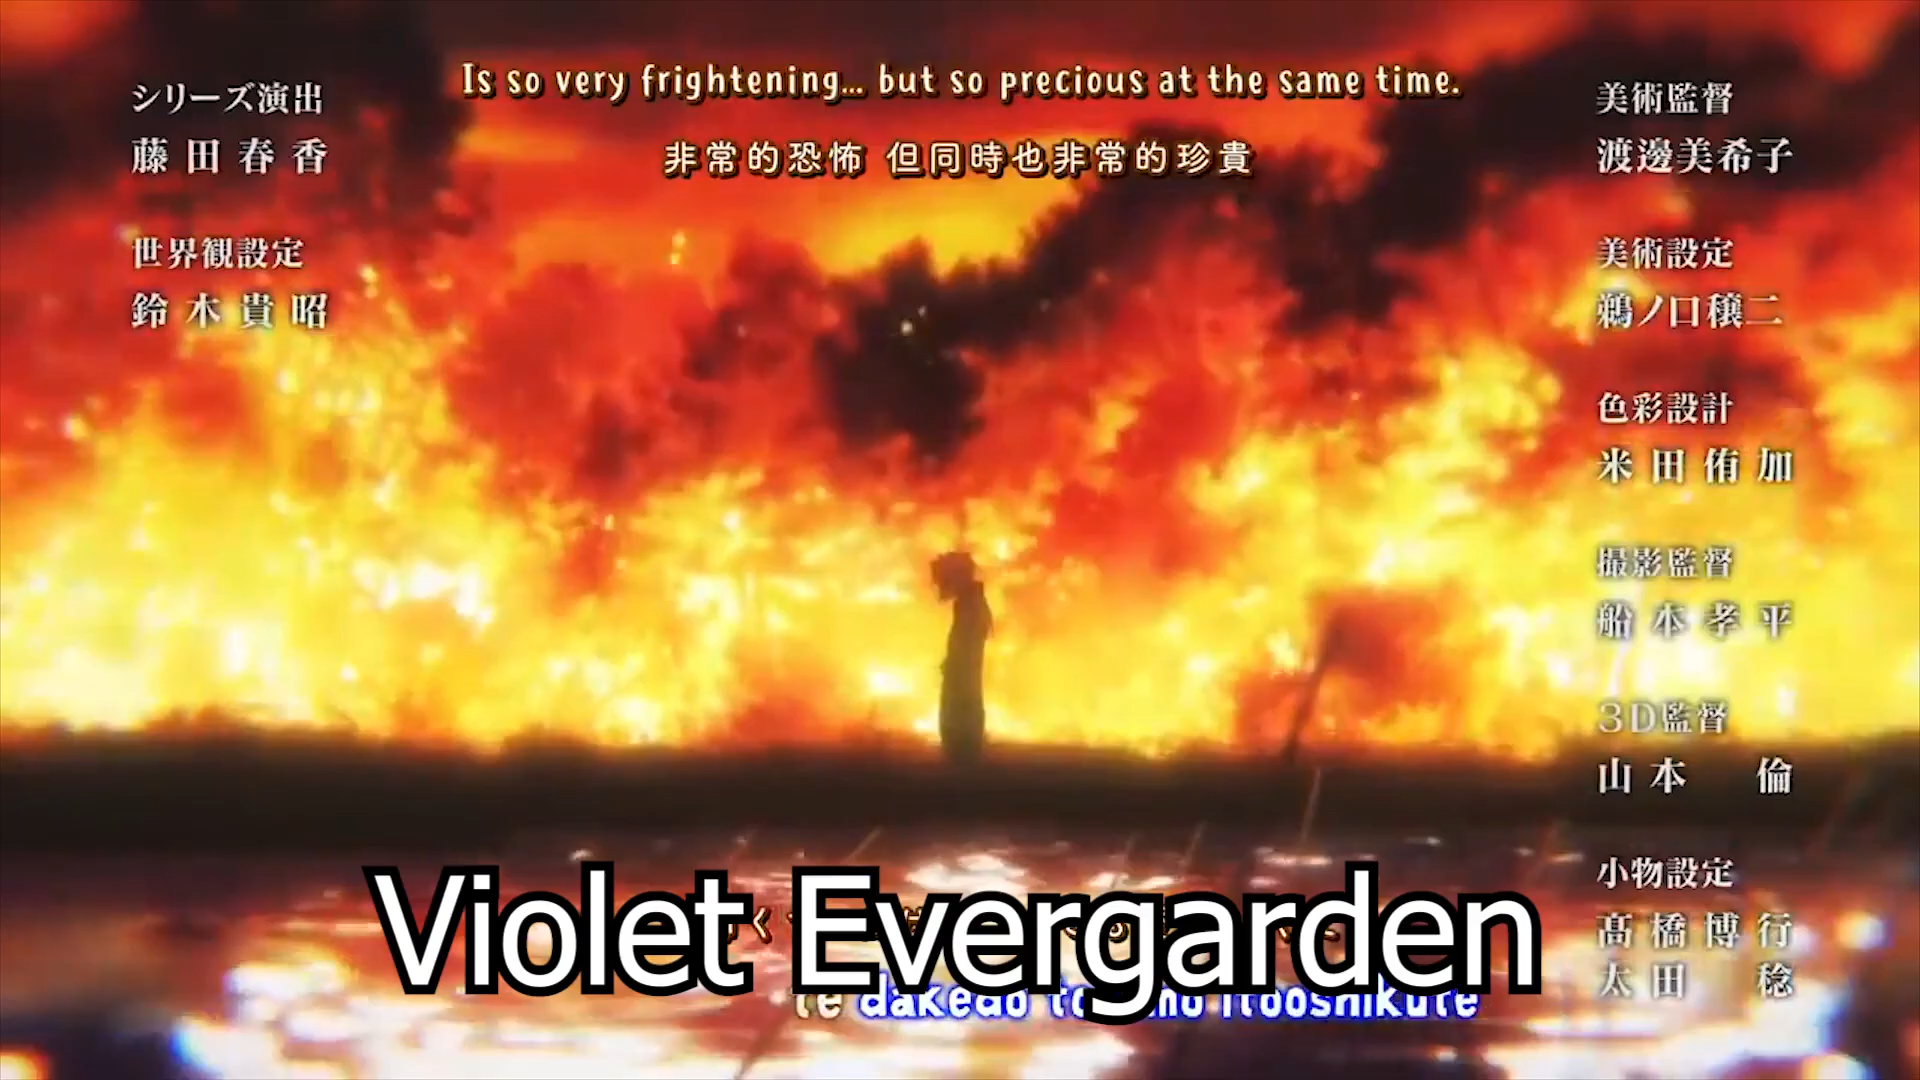 Is so very frightening... but so precious at the same time.
非常的恐怖 但同時也非常的珍貴
シリーズ演出
藤田春香
世界観設定
鈴木貴昭
美術監督
渡邊美希子
美術設定
鵜ノ口穣二
色彩設計
米田侑加
撮影監督
船本孝平
3D監督
山本 倫
小物設定
髙橋博行
太田 稔
Violet Evergarden
te dakedo itooshikute